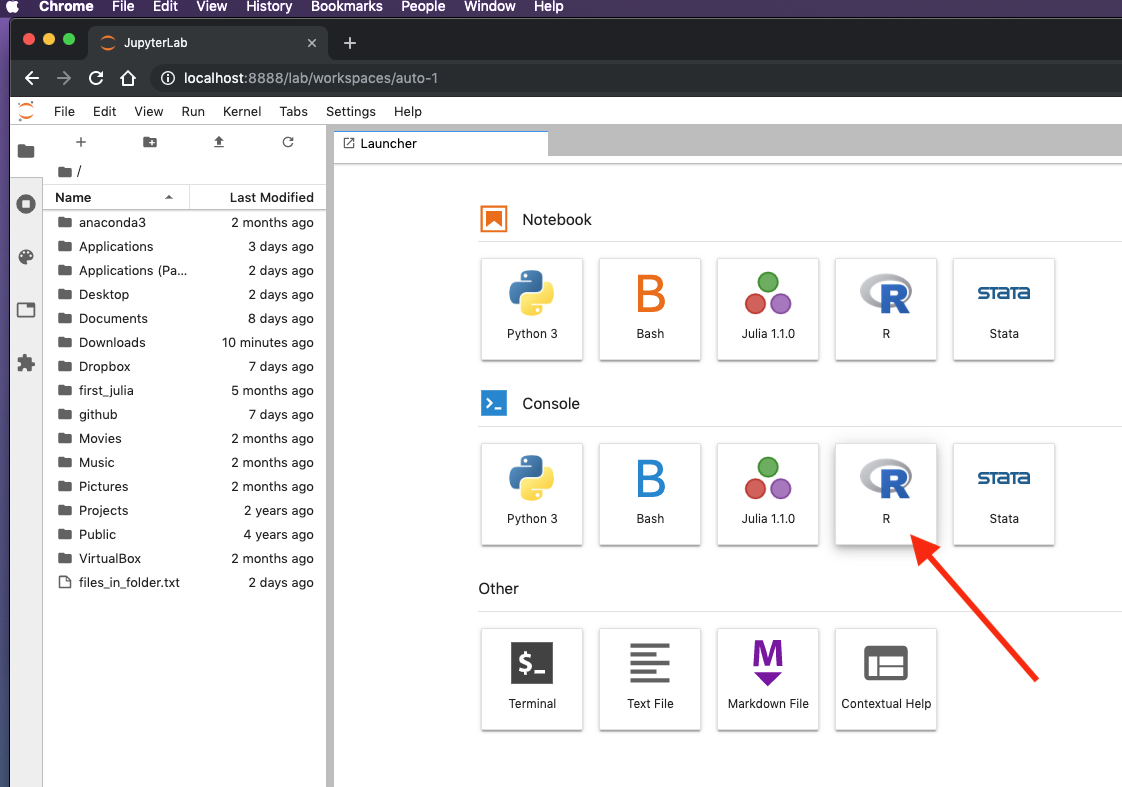 Chrome File Edit View History Bookmarks People Window Help
JupyterLab
localhost:8888/lab/workspaces/auto-1
File Edit View Run Kernel Tabs Settings Help
/
Launcher
Name Last Modified
anaconda3 2 months ago
Applications 3 days ago
Applications (Pa... 2 days ago
Desktop 2 days ago
Documents 8 days ago
Downloads 10 minutes ago
Dropbox 7 days ago
first_julia 5 months ago
github 7 days ago
Movies 2 months ago
Music 2 months ago
Pictures 2 months ago
Projects 2 years ago
Public 4 years ago
VirtualBox 2 months ago
files_in_folder.txt 2 days ago
Notebook
B R STATA
Python 3 Bash Julia 1.1.0 R Stata
>_ Console
B R STATA
Python 3 Bash Julia 1.1.0 R Stata
Other
$_ M
Terminal Text File Markdown File Contextual Help